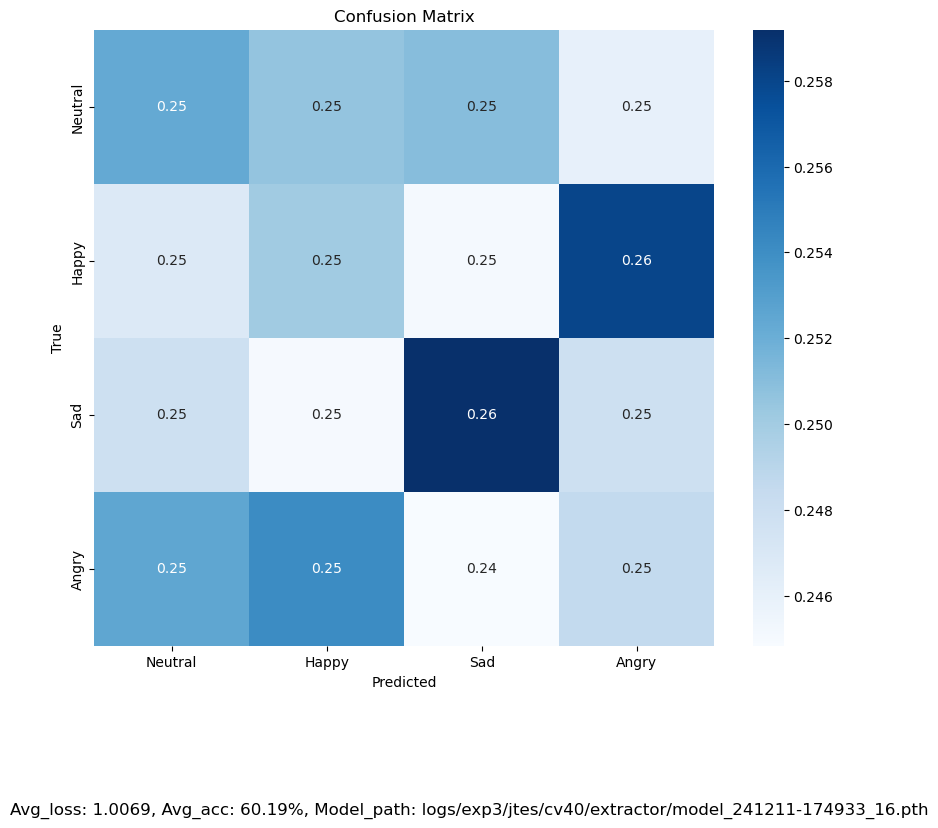 Confusion Matrix
Neutral 0.25 0.25 0.25 0.25
Happy 0.25 0.25 0.25 0.26
Sad 0.25 0.25 0.26 0.25
Angry 0.25 0.25 0.24 0.25
True
Neutral Happy Sad Angry
Predicted
0.258
0.256
0.254
0.252
0.250
0.248
0.246
Avg_loss: 1.0069, Avg_acc: 60.19%, Model_path: logs/exp3/jtes/cv40/extractor/model_241211-174933_16.pth